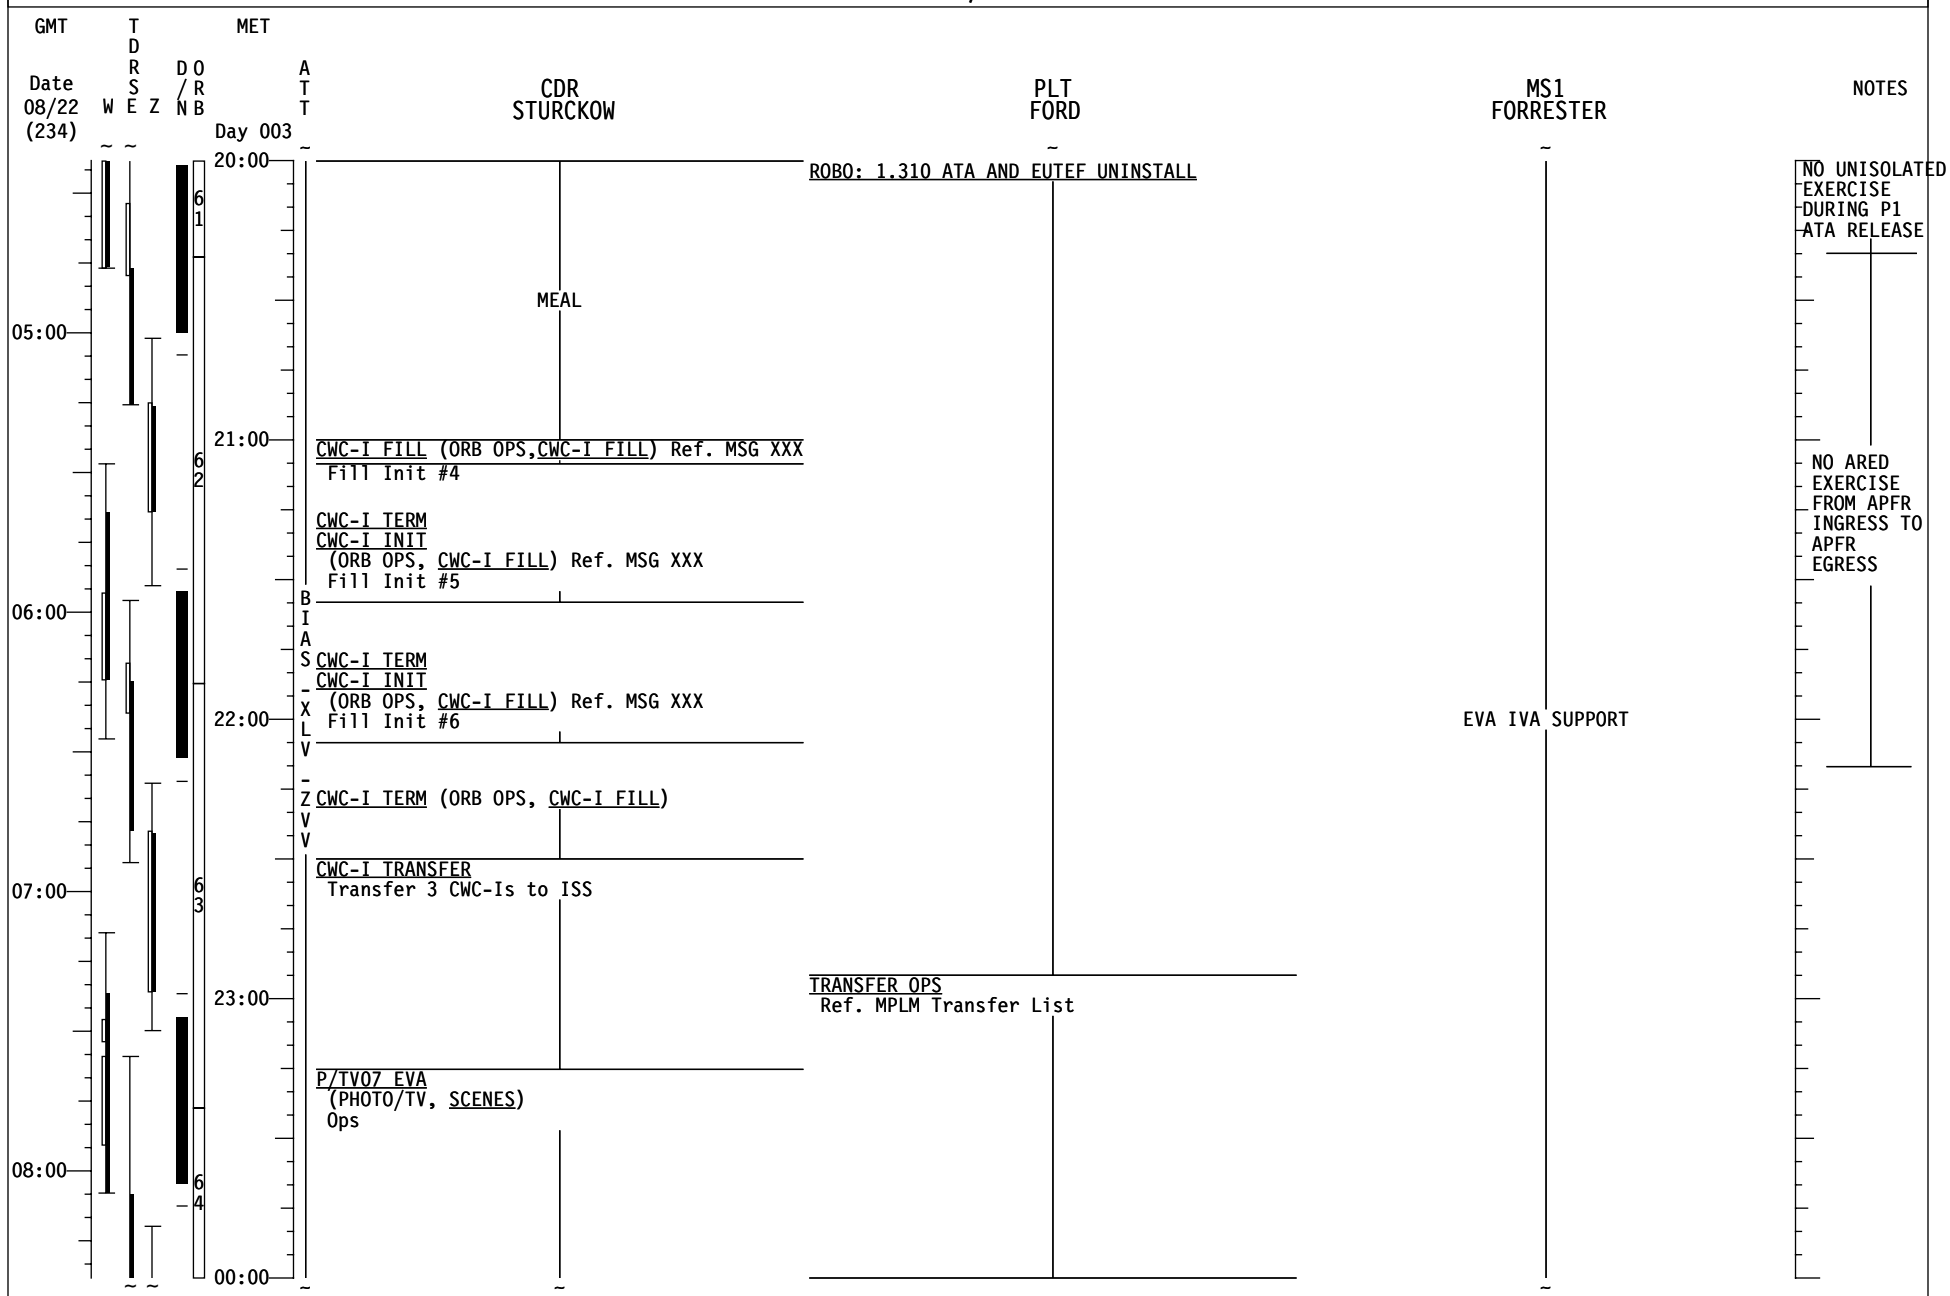 GMT
TDRS
MET
Date
08/22
(234)
W E Z
D/N
ORB
ATT
Day 003
CDR
STURCKOW
PLT
FORD
MS1
FORRESTER
NOTES
~ ~
~
~
~
20:00
21:00
22:00
23:00
00:00
05:00
06:00
07:00
08:00
61
62
63
64
BIAS -XLV -ZVV
MEAL
CWC-I FILL (ORB OPS,CWC-I FILL) Ref. MSG XXX
Fill Init #4
CWC-I TERM
CWC-I INIT
(ORB OPS, CWC-I FILL) Ref. MSG XXX
Fill Init #5
CWC-I TERM
CWC-I INIT
(ORB OPS, CWC-I FILL) Ref. MSG XXX
Fill Init #6
CWC-I TERM (ORB OPS, CWC-I FILL)
CWC-I TRANSFER
Transfer 3 CWC-Is to ISS
P/TV07 EVA
(PHOTO/TV, SCENES)
Ops
ROBO: 1.310 ATA AND EUTEF UNINSTALL
TRANSFER OPS
Ref. MPLM Transfer List
EVA IVA SUPPORT
NO UNISOLATED
EXERCISE
DURING P1
ATA RELEASE
NO ARED
EXERCISE
FROM APFR
INGRESS TO
APFR
EGRESS
~ ~
~
~
~